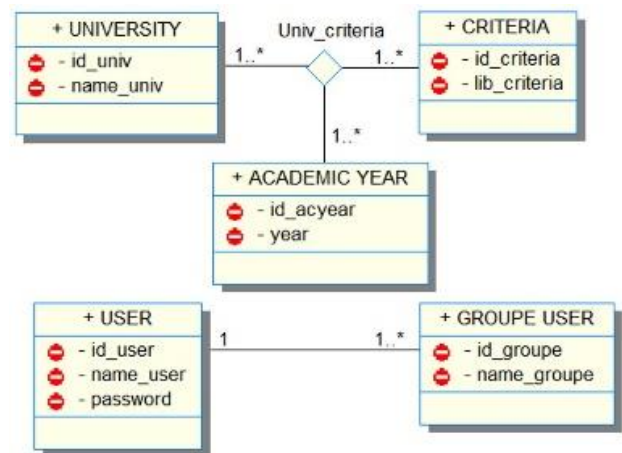 + UNIVERSITY
- id_univ
- name_univ
1..*
Univ_criteria
1..*
+ CRITERIA
- id_criteria
- lib_criteria
1..*
+ ACADEMIC YEAR
- id_acyear
- year
+ USER
- id_user
- name_user
- password
1
1..*
+ GROUPE USER
- id_groupe
- name_groupe